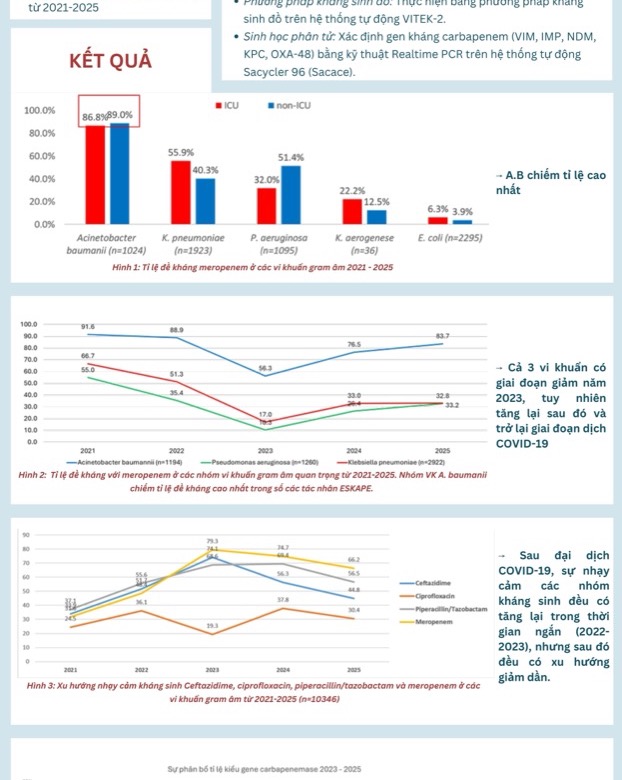 từ 2021-2025
• Phương pháp kháng sinh đồ: Thực hiện bằng phương pháp kháng
sinh đồ trên hệ thống tự động VITEK-2.
• Sinh học phân tử: Xác định gen kháng carbapenem (VIM, IMP, NDM,
KPC, OXA-48) bằng kỹ thuật Realtime PCR trên hệ thống tự động
Sacycler 96 (Sacace).
KẾT QUẢ
ICU non-ICU
100.0%
80.0%
60.0%
40.0%
20.0%
0.0%
86.8% 89.0%
55.9% 40.3%
32.0% 51.4%
22.2% 12.5%
6.3% 3.9%
Acinetobacter baumanii (n=1024)
K. pneumoniae (n=1923)
P. aeruginosa (n=1095)
K. aerogenese (n=36)
E. coli (n=2295)
Hình 1: Tỉ lệ đề kháng meropenem ở các vi khuẩn gram âm 2021 - 2025
→ A.B chiếm tỉ lệ cao
nhất
100.0
90.0
80.0
70.0
60.0
50.0
40.0
30.0
20.0
10.0
0.0
91.6 88.9 56.3 76.5 83.7
66.7 51.3 17.0 33.0 32.8
55.0 35.4 33.2
2021 2022 2023 2024 2025
Acinetobacter baumannii (n=1194) Pseudomonas aeruginosa (n=1260) Klebsiella pneumoniae (n=2922)
Hình 2: Tỉ lệ đề kháng với meropenem ở các nhóm vi khuẩn gram âm quan trọng từ 2021-2025. Nhóm VK A. baumanii
chiếm tỉ lệ đề kháng cao nhất trong số các tác nhân ESKAPE.
→ Cả 3 vi khuẩn có
giai đoạn giảm năm
2023, tuy nhiên
tăng lại sau đó và
trở lại giai đoạn dịch
COVID-19
90
80
70
60
50
40
30
20
10
0
37.1 24.5
55.6 36.1
79.3 19.3
74.7 56.3 37.8
66.2 56.5 44.8 30.4
2021 2022 2023 2024 2025
Ceftazidime
Ciprofloxacin
Piperacillin/Tazobactam
Meropenem
Hình 3: Xu hướng nhạy cảm kháng sinh Ceftazidime, ciprofloxacin, piperacillin/tazobactam và meropenem ở các
vi khuẩn gram âm từ 2021-2025 (n=10346)
→ Sau đại dịch
COVID-19, sự nhạy
cảm các nhóm
kháng sinh đều có
tăng lại trong thời
gian ngắn (2022-
2023), nhưng sau đó
đều có xu hướng
giảm dần.
Sự phân bố tỉ lệ kiểu gene carbapenemase 2023 - 2025